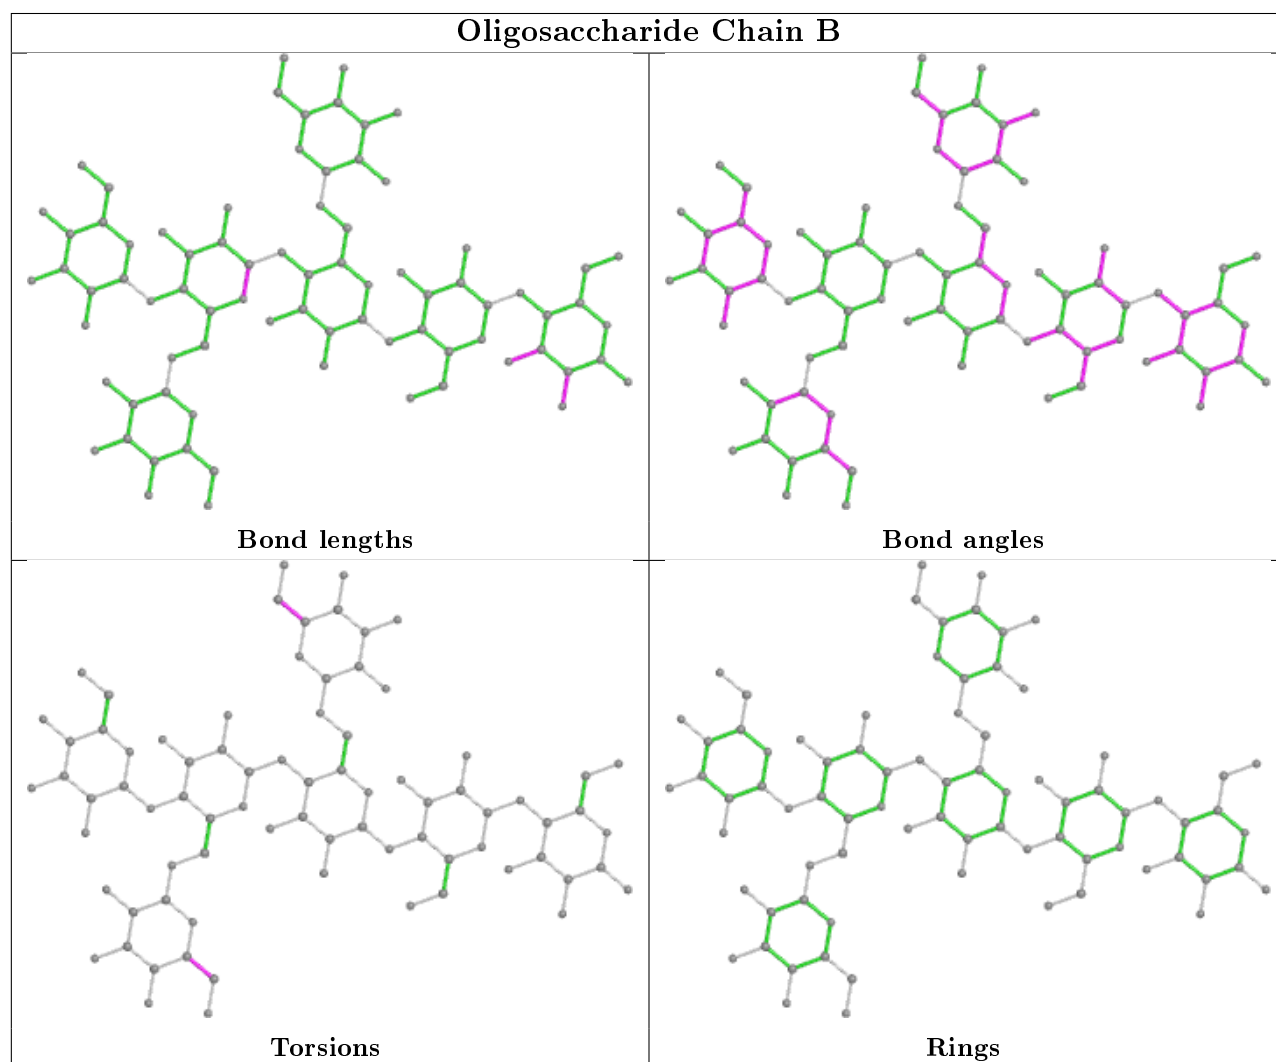 Oligosaccharide Chain B
Bond lengths
Bond angles
Torsions
Rings